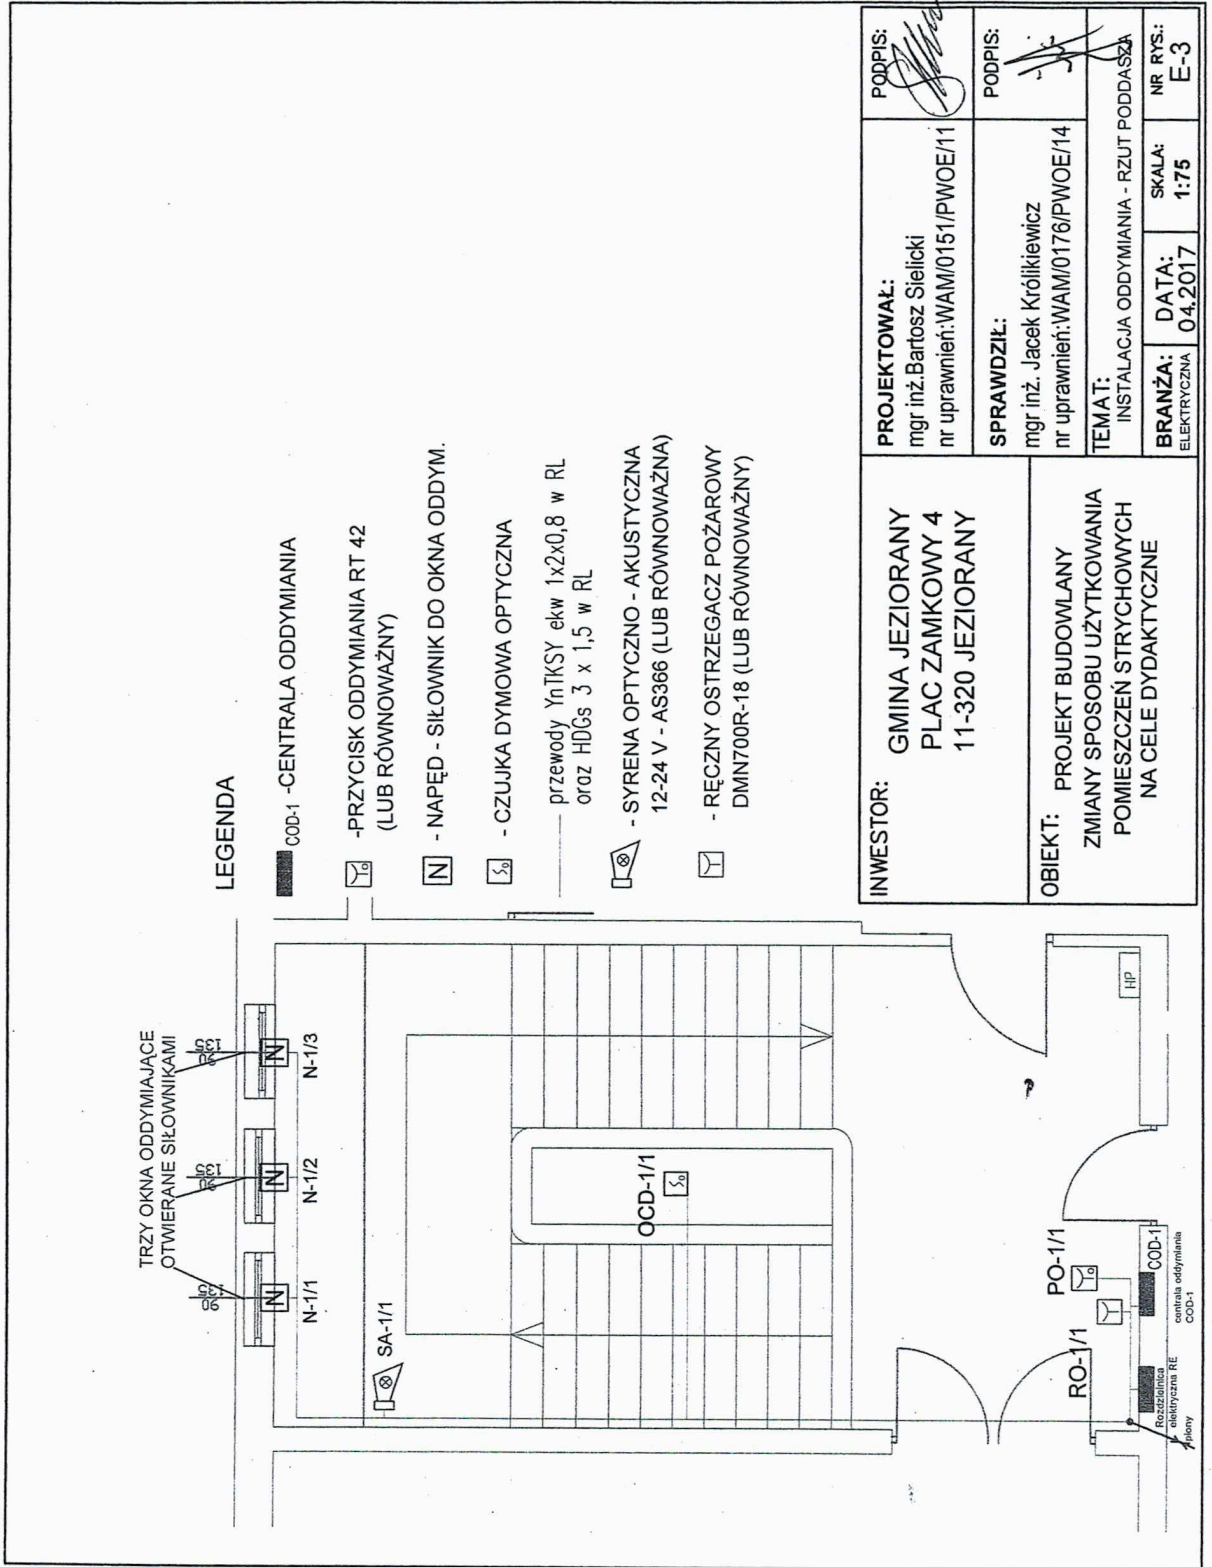 TRZY OKNA ODDYMIAJĄCE
OTWIERANE SIŁOWNIKAMI
90
135
90
135
90
135
N
N
N
N-1/1
N-1/2
N-1/3
SA-1/1
OCD-1/1
RO-1/1
PO-1/1
COD-1
HP
Rozdzielnica
elektryczna RE
piony
centrala oddymiania
COD-1
LEGENDA
COD-1 -CENTRALA ODDYMIANIA
-PRZYCISK ODDYMIANIA RT 42
(LUB RÓWNOWAŻNY)
N - NAPĘD - SIŁOWNIK DO OKNA ODDYM.
- CZUJKA DYMOWA OPTYCZNA
przewody YnTKSY ekw 1x2x0,8 w RL
oraz HDGs 3 x 1,5 w RL
- SYRENA OPTYCZNO - AKUSTYCZNA
12-24 V - AS366 (LUB RÓWNOWAŻNA)
- RĘCZNY OSTRZEGACZ POŻAROWY
DMN700R-18 (LUB RÓWNOWAŻNY)
INWESTOR:
GMINA JEZIORANY
PLAC ZAMKOWY 4
11-320 JEZIORANY
OBIEKT:
PROJEKT BUDOWLANY
ZMIANY SPOSOBU UŻYTKOWANIA
POMIESZCZEŃ STRYCHOWYCH
NA CELE DYDAKTYCZNE
PROJEKTOWAŁ:
mgr inż.Bartosz Sielicki
nr uprawnień:WAM/0151/PWOE/11
PODPIS:
SPRAWDZIŁ:
mgr inż. Jacek Królikiewicz
nr uprawnień:WAM/0176/PWOE/14
PODPIS:
TEMAT:
INSTALACJA ODDYMIANIA - RZUT PODDASZA
BRANŻA:
ELEKTRYCZNA
DATA:
04.2017
SKALA:
1:75
NR RYS.:
E-3